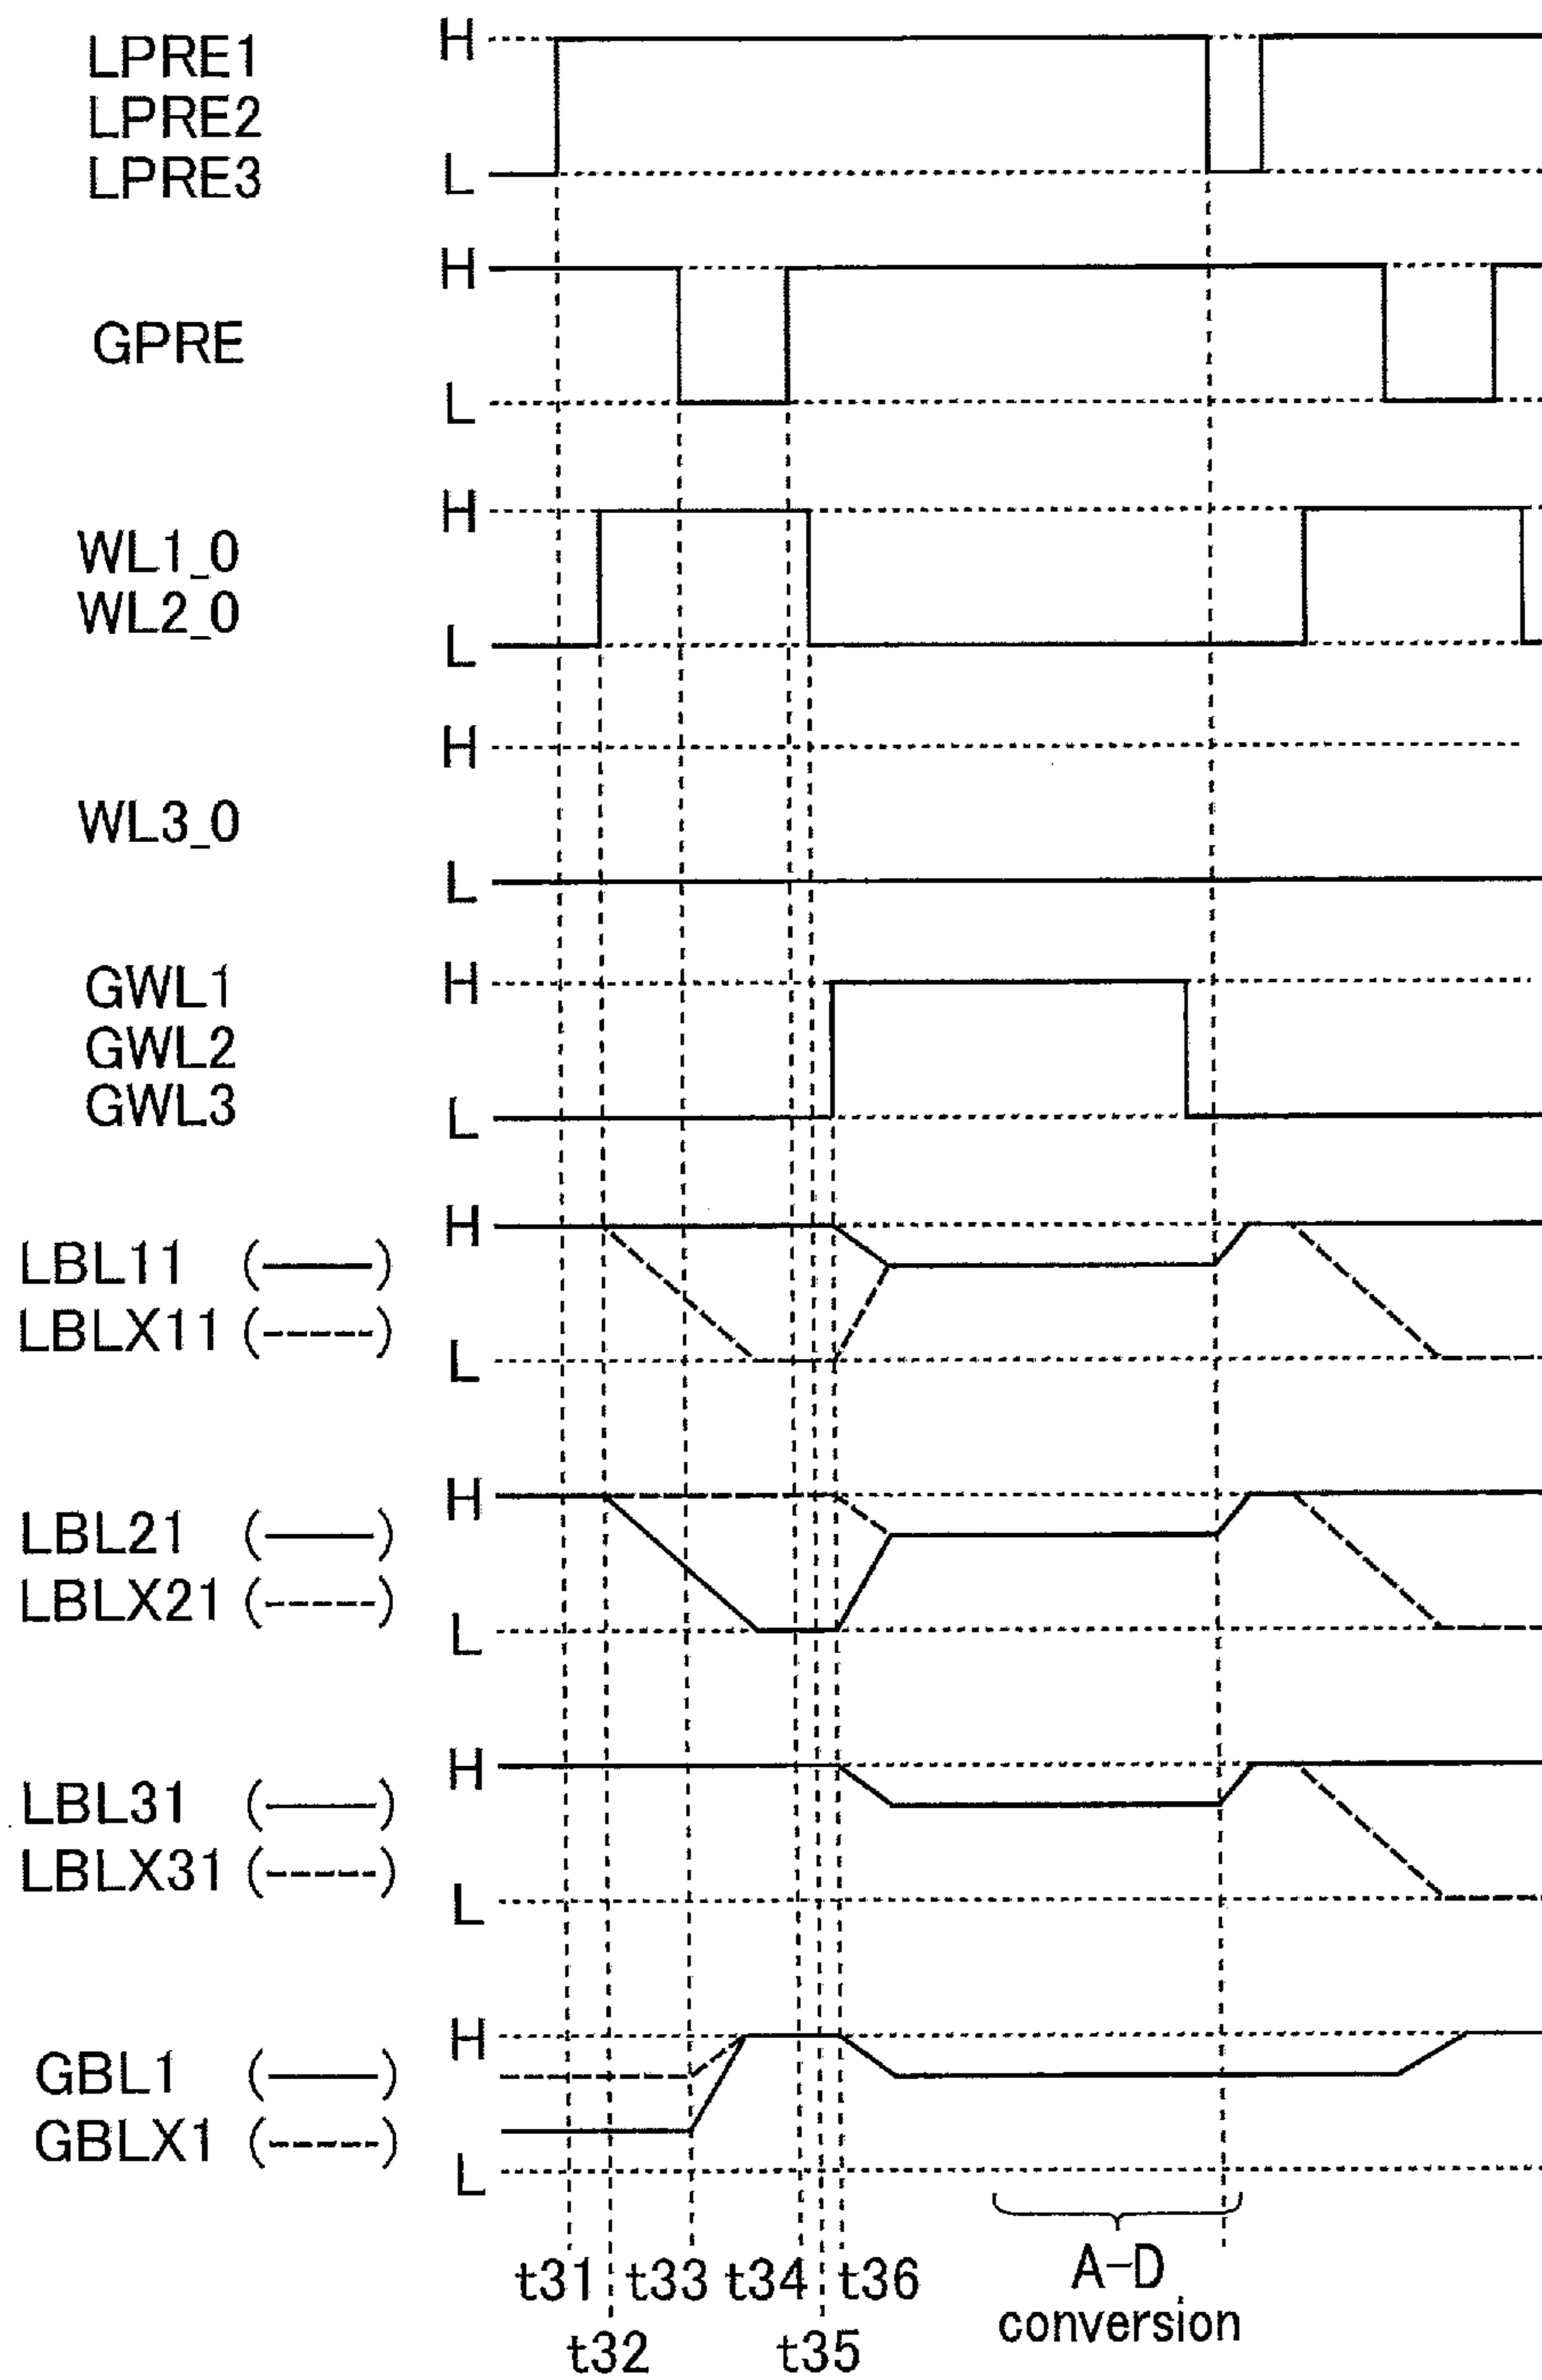 LPRE1
LPRE2
LPRE3
H
L
GPRE
H
L
WL1_0
WL2_0
H
L
WL3_0
H
L
GWL1
GWL2
GWL3
H
L
LBL11 (——)
LBLX11 (-----)
H
L
LBL21 (——)
LBLX21 (-----)
H
L
LBL31 (——)
LBLX31 (-----)
H
L
GBL1 (——)
GBLX1 (-----)
H
L
t31 t33 t34 t36
t32 t35
A-D
conversion